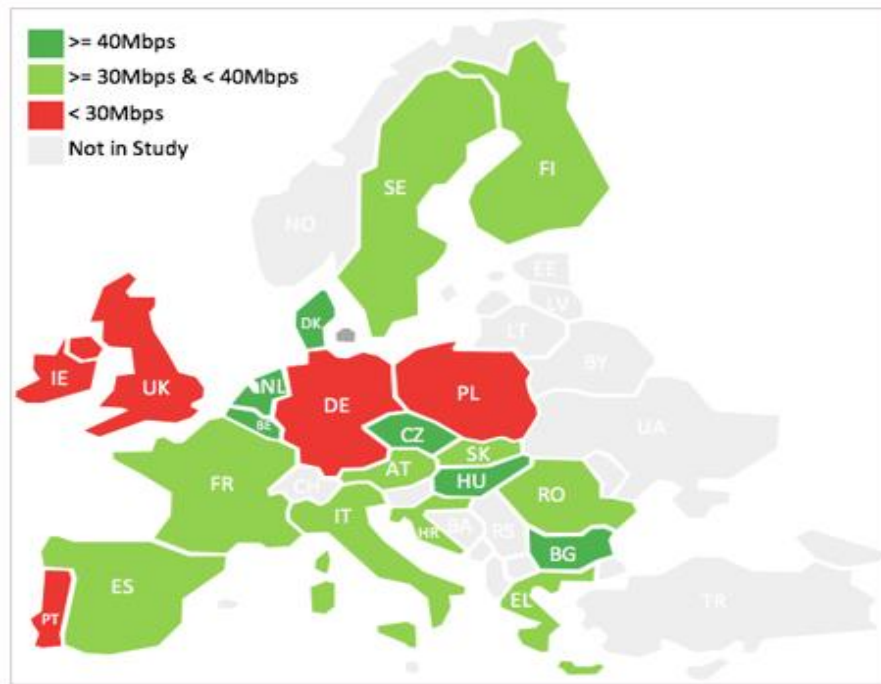 >= 40Mbps
>= 30Mbps & < 40Mbps
< 30Mbps
Not in Study
FI
SE
NO
EE
LV
LT
DK
BY
IE
UK
NL
DE
PL
BE
UA
CZ
SK
FR
CH
AT
HU
RO
IT
HR
BA
RS
BG
ES
PT
EL
TR